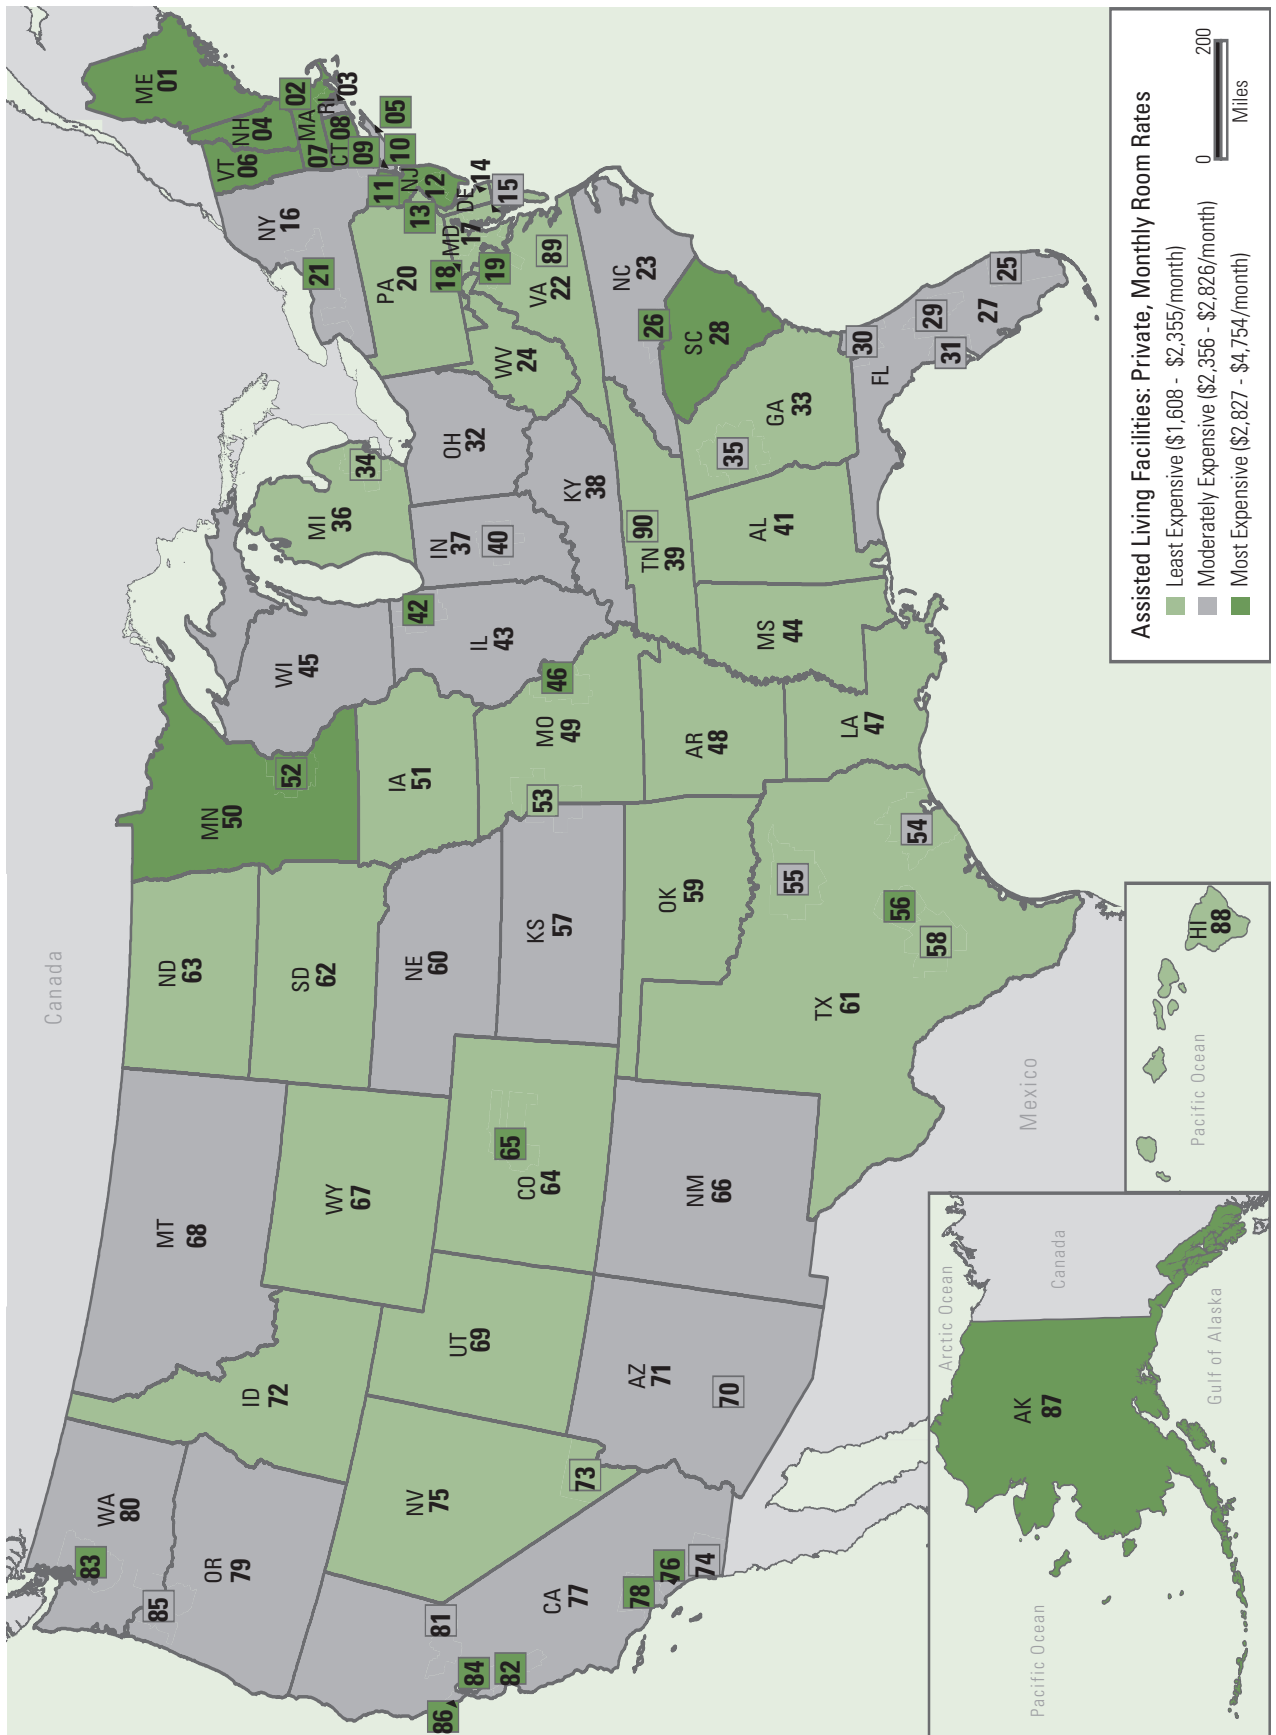 Canada
WA
80
83
85
OR
79
MT
68
ID
72
WY
67
NV
75
73
UT
69
CO
64
65
AZ
71
70
NM
66
CA
77
81
84
82
86
78
76
74
ND
63
SD
62
NE
60
KS
57
OK
59
TX
61
55
56
58
54
MN
50
52
IA
51
MO
49
53
46
AR
48
LA
47
WI
45
IL
43
42
MI
36
34
IN
37
40
OH
32
KY
38
TN
39
90
MS
44
AL
41
GA
33
35
FL
30
29
27
31
25
SC
28
NC
23
26
VA
22
89
WV
24
PA
20
NY
16
21
MD
17
18
19
DE
14
15
NJ
12
13
11
10
CT
08
09
05
RI
03
MA
07
02
VT
06
NH
04
ME
01
Mexico
Arctic Ocean
Canada
AK
87
Pacific Ocean
Gulf of Alaska
Pacific Ocean
HI
88
Assisted Living Facilities: Private, Monthly Room Rates
Least Expensive ($1,608 - $2,355/month)
Moderately Expensive ($2,356 - $2,826/month)
Most Expensive ($2,827 - $4,754/month)
0 200
Miles